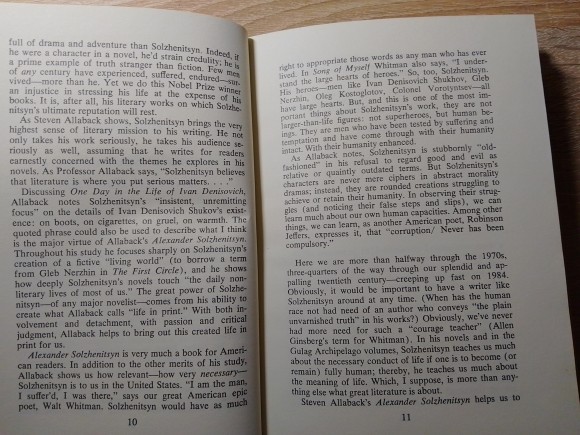 full of drama and adventure than Solzhenitsyn. Indeed, if
he were a character in a novel, he'd strain credulity; he is
a prime example of truth stranger than fiction. Few men
of any century have experienced, suffered, endured—sur-
vived—more than he. Yet we do this Nobel Prize winner
an injustice in stressing his life at the expense of his
books. It is, after all, his literary works on which Solzhe-
nitsyn's ultimate reputation will rest.
As Steven Allaback shows, Solzhenitsyn brings the very
highest sense of literary mission to his writing. He not
only takes his work seriously, he takes his audience se-
riously as well, assuming that he writes for readers
earnestly concerned with the themes he explores in his
novels. As Professor Allaback says, "Solzhenitsyn believes
that literature is where you put serious matters. . . ."
Discussing One Day in the Life of Ivan Denisovich,
Allaback notes Solzhenitsyn's "insistent, unremitting
focus" on the details of Ivan Denisovich Shukov's exist-
ence: on boots, on cigarettes, on gruel, on warmth. The
quoted phrase could also be used to describe what I think
is the major virtue of Allaback's Alexander Solzhenitsyn.
Throughout his study he focuses sharply on Solzhenitsyn's
creation of a fictive "living world" (to borrow a term
from Gleb Nerzhin in The First Circle), and he shows
how deeply Solzhenitsyn's novels touch "the daily non-
literary lives of most of us." The great power of Solzhe-
nitsyn—of any major novelist—comes from his ability to
create what Allaback calls "life in print." With both in-
volvement and detachment, with passion and critical
judgment, Allaback helps to bring out this created life in
print for us.
Alexander Solzhenitsyn is very much a book for Ameri-
can readers. In addition to the other merits of his study,
Allaback shows us how relevant—how very necessary—
Solzhenitsyn is to us in the United States. "I am the man,
I suffer'd, I was there," says our great American epic
poet, Walt Whitman. Solzhenitsyn would have as much
10
right to appropriate those words as any man who has ever
lived. In Song of Myself Whitman also says, "I under-
stand the large hearts of heroes." So, too, Solzhenitsyn.
His heroes—men like Ivan Denisovich Shukhov, Gleb
Nerzhin, Oleg Kostoglotov, Colonel Vorotyntsev—all
have large hearts. But, and this is one of the most im-
portant things about Solzhenitsyn's work, they are not
larger-than-life figures: not superheroes, but human be-
ings. They are men who have been tested by suffering and
temptation and have come through with their humanity
intact. With their humanity enhanced.
As Allaback notes, Solzhenitsyn is stubbornly "old-
fashioned" in his refusal to regard good and evil as
relative or quaintly outdated terms. But Solzhenitsyn's
characters are never mere ciphers in abstract morality
dramas; instead, they are rounded creations struggling to
achieve or retain their humanity. In observing their strug-
gles (and noticing their false steps and slips), we can
learn much about our own human capacities. Among other
things, we can learn, as another American poet, Robinson
Jeffers, expresses it, that "corruption/ Never has been
compulsory."
Here we are more than halfway through the 1970s,
three-quarters of the way through our splendid and ap-
palling twentieth century—creeping up fast on 1984.
Obviously, it would be important to have a writer like
Solzhenitsyn around at any time. (When has the human
race not had need of an author who conveys "the plain
unvarnished truth" in his works?) Obviously, we've never
had more need of such a "courage teacher" (Allen
Ginsberg's term for Whitman). In his novels and in the
Gulag Archipelago volumes, Solzhenitsyn teaches us much
about the necessary conduct of life if one is to become (or
remain) fully human; thereby, he teaches us much about
the meaning of life. Which, I suppose, is more than any-
thing else what great literature is about.
Steven Allaback's Alexander Solzhenitsyn helps us to
11